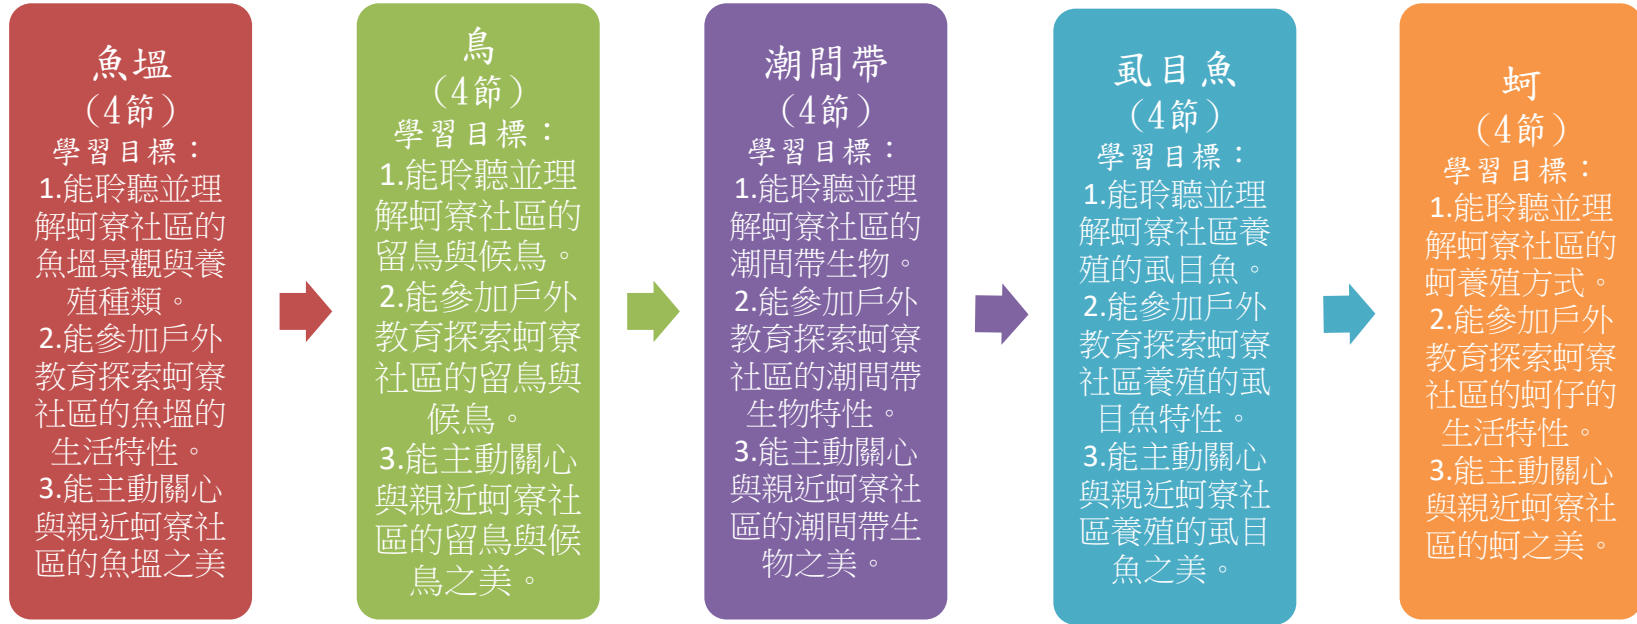 魚塭
（4節）
學習目標：
1.能聆聽並理
解蚵寮社區的
魚塭景觀與養
殖種類。
2.能參加戶外
教育探索蚵寮
社區的魚塭的
生活特性。
3.能主動關心
與親近蚵寮社
區的魚塭之美
鳥
（4節）
學習目標：
1.能聆聽並理
解蚵寮社區的
留鳥與候鳥。
2.能參加戶外
教育探索蚵寮
社區的留鳥與
候鳥。
3.能主動關心
與親近蚵寮社
區的留鳥與候
鳥之美。
潮間帶
（4節）
學習目標：
1.能聆聽並理
解蚵寮社區的
潮間帶生物。
2.能參加戶外
教育探索蚵寮
社區的潮間帶
生物特性。
3.能主動關心
與親近蚵寮社
區的潮間帶生
物之美。
虱目魚
（4節）
學習目標：
1.能聆聽並理
解蚵寮社區養
殖的虱目魚。
2.能參加戶外
教育探索蚵寮
社區養殖的虱
目魚特性。
3.能主動關心
與親近蚵寮社
區養殖的虱目
魚之美。
蚵
（4節）
學習目標：
1.能聆聽並理
解蚵寮社區的
蚵養殖方式。
2.能參加戶外
教育探索蚵寮
社區的蚵仔的
生活特性。
3.能主動關心
與親近蚵寮社
區的蚵之美。